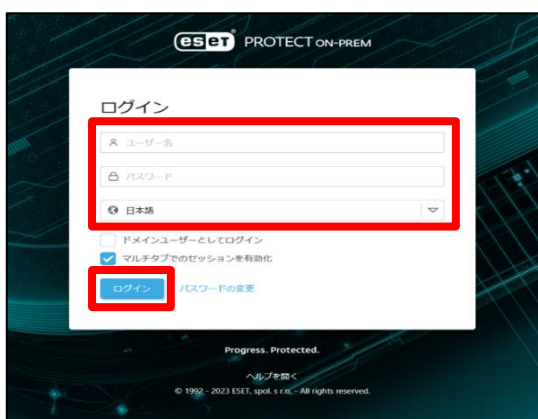 eset PROTECT ON-PREM
ログイン
ユーザー名
パスワード
日本語
ドメインユーザーとしてログイン
マルチタブでのセッションを有効化
ログイン パスワードの変更
Progress. Protected.
ヘルプを開く
© 1992 - 2023 ESET, spol. s r.o. - All rights reserved.